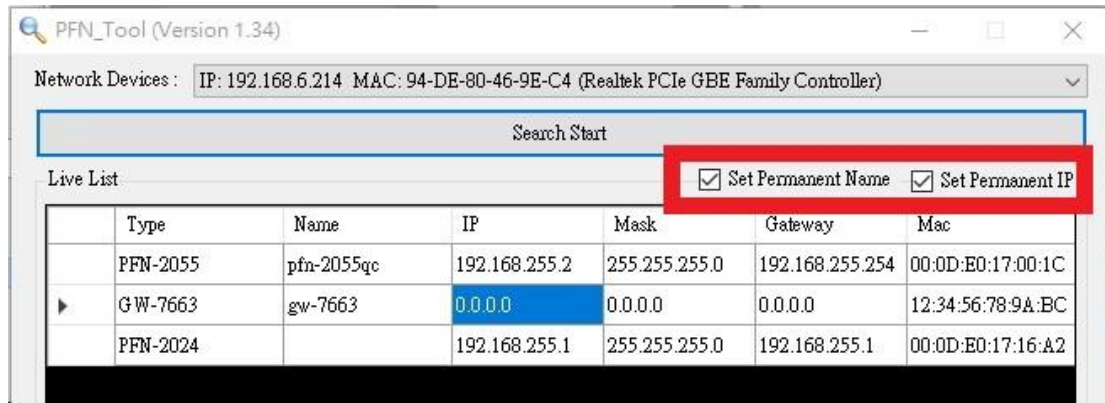 PFN_Tool (Version 1.34)
Network Devices : IP: 192.168.6.214 MAC: 94-DE-80-46-9E-C4 (Realtek PCIe GBE Family Controller)
Search Start
Live List Set Permanent Name Set Permanent IP
Type Name IP Mask Gateway Mac
PFN-2055 pfn-2055qc 192.168.255.2 255.255.255.0 192.168.255.254 00:0D:E0:17:00:1C
GW-7663 gw-7663 0.0.0.0 0.0.0.0 0.0.0.0 12:34:56:78:9A:BC
PFN-2024 192.168.255.1 255.255.255.0 192.168.255.1 00:0D:E0:17:16:A2